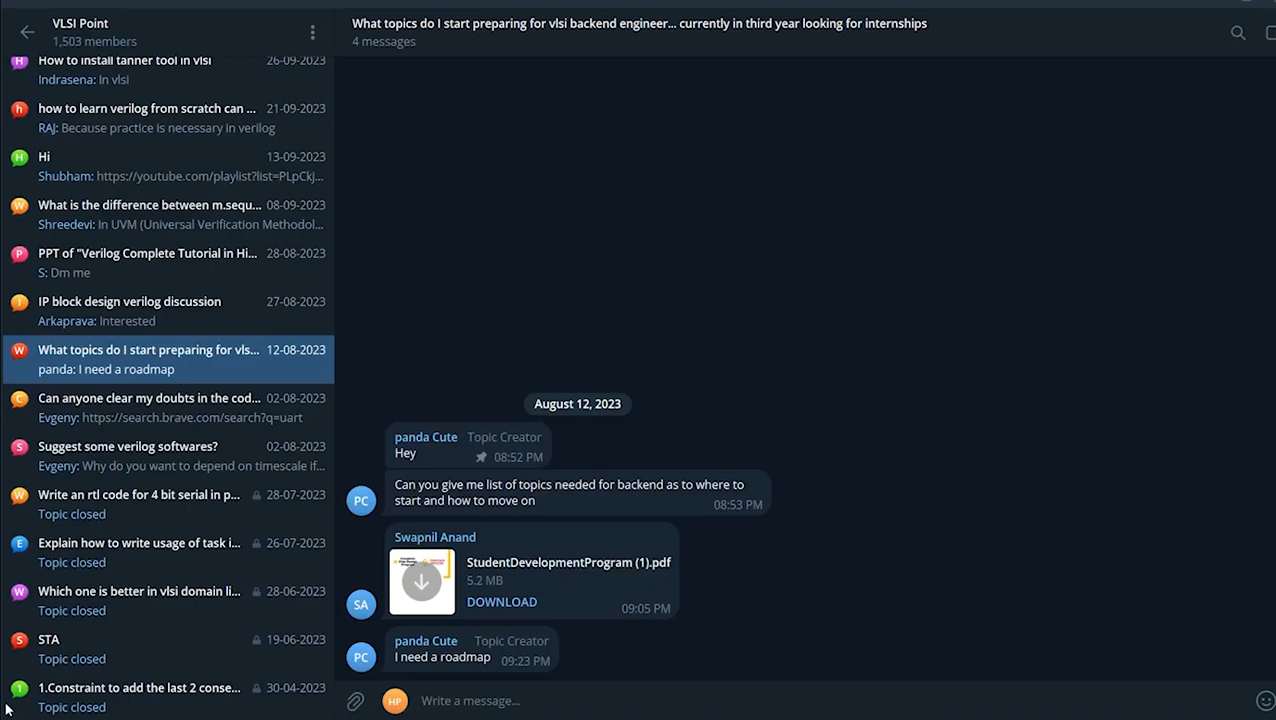 VLSI Point
1,503 members
H
How to install tanner tool in vlsi 26-09-2023
Indrasena: In vlsi
h
how to learn verilog from scratch can ... 21-09-2023
RAJ: Because practice is necessary in verilog
H
Hi 13-09-2023
Shubham: https://youtube.com/playlist?list=PLpCkj...
W
What is the difference between m.sequ... 08-09-2023
Shreedevi: In UVM (Universal Verification Methodol...
P
PPT of "Verilog Complete Tutorial in Hi... 28-08-2023
S: Dm me
I
IP block design verilog discussion 27-08-2023
Arkaprava: Interested
W
What topics do I start preparing for vls... 12-08-2023
panda: I need a roadmap
C
Can anyone clear my doubts in the cod... 02-08-2023
Evgeny: https://search.brave.com/search?q=uart
S
Suggest some verilog softwares? 02-08-2023
Evgeny: Why do you want to depend on timescale if...
W
Write an rtl code for 4 bit serial in p... 28-07-2023
Topic closed
E
Explain how to write usage of task i... 26-07-2023
Topic closed
W
Which one is better in vlsi domain li... 28-06-2023
Topic closed
S
STA 19-06-2023
Topic closed
1
1.Constraint to add the last 2 conse... 30-04-2023
Topic closed
What topics do I start preparing for vlsi backend engineer... currently in third year looking for internships
4 messages
August 12, 2023
panda Cute Topic Creator
Hey 08:52 PM
PC
Can you give me list of topics needed for backend as to where to
start and how to move on
08:53 PM
Swapnil Anand
StudentDevelopmentProgram (1).pdf
5.2 MB
DOWNLOAD
09:05 PM
SA
panda Cute Topic Creator
I need a roadmap 09:23 PM
PC
HP
Write a message...